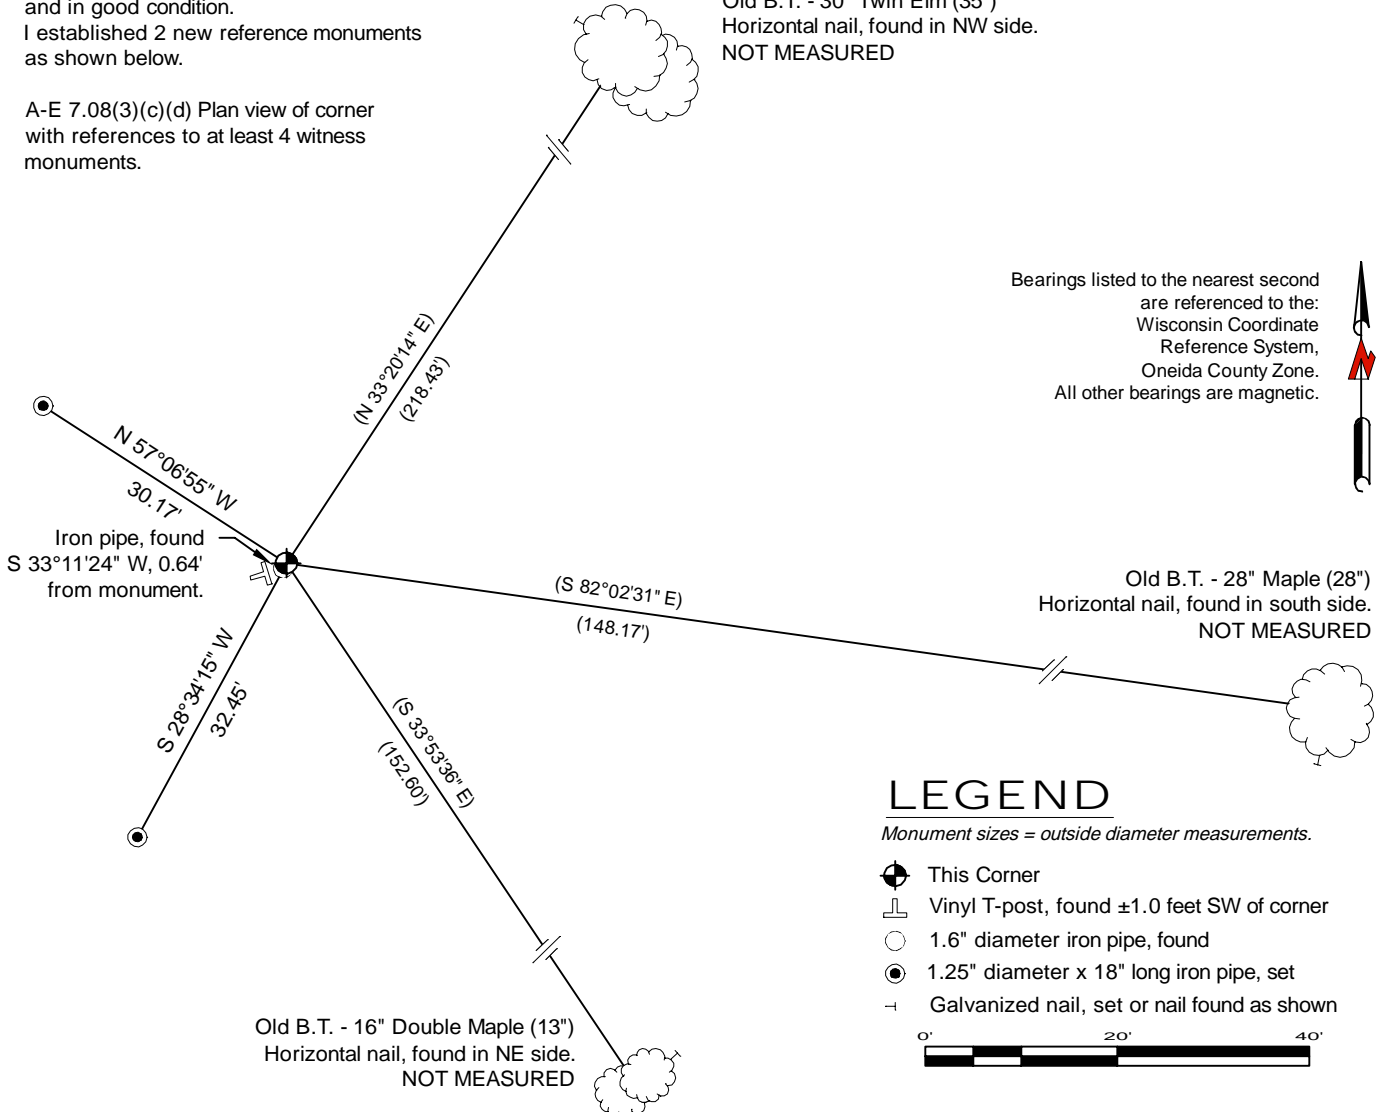 and in good condition.
I established 2 new reference monuments
as shown below.
A-E 7.08(3)(c)(d) Plan view of corner
with references to at least 4 witness
monuments.
Old B.T. - 30" Twin Elm (35")
Horizontal nail, found in NW side.
NOT MEASURED
(N 33°20'14" E)
(218.43')
Bearings listed to the nearest second
are referenced to the:
Wisconsin Coordinate
Reference System,
Oneida County Zone.
All other bearings are magnetic.
N
N 57°06'55" W
30.17'
Iron pipe, found
S 33°11'24" W, 0.64'
from monument.
(S 82°02'31" E)
(148.17')
Old B.T. - 28" Maple (28")
Horizontal nail, found in south side.
NOT MEASURED
S 28°34'15" W
32.45'
(S 33°53'36" E)
(152.60')
LEGEND
Monument sizes = outside diameter measurements.
This Corner
Vinyl T-post, found ±1.0 feet SW of corner
1.6" diameter iron pipe, found
1.25" diameter x 18" long iron pipe, set
Galvanized nail, set or nail found as shown
0' 20' 40'
Old B.T. - 16" Double Maple (13")
Horizontal nail, found in NE side.
NOT MEASURED